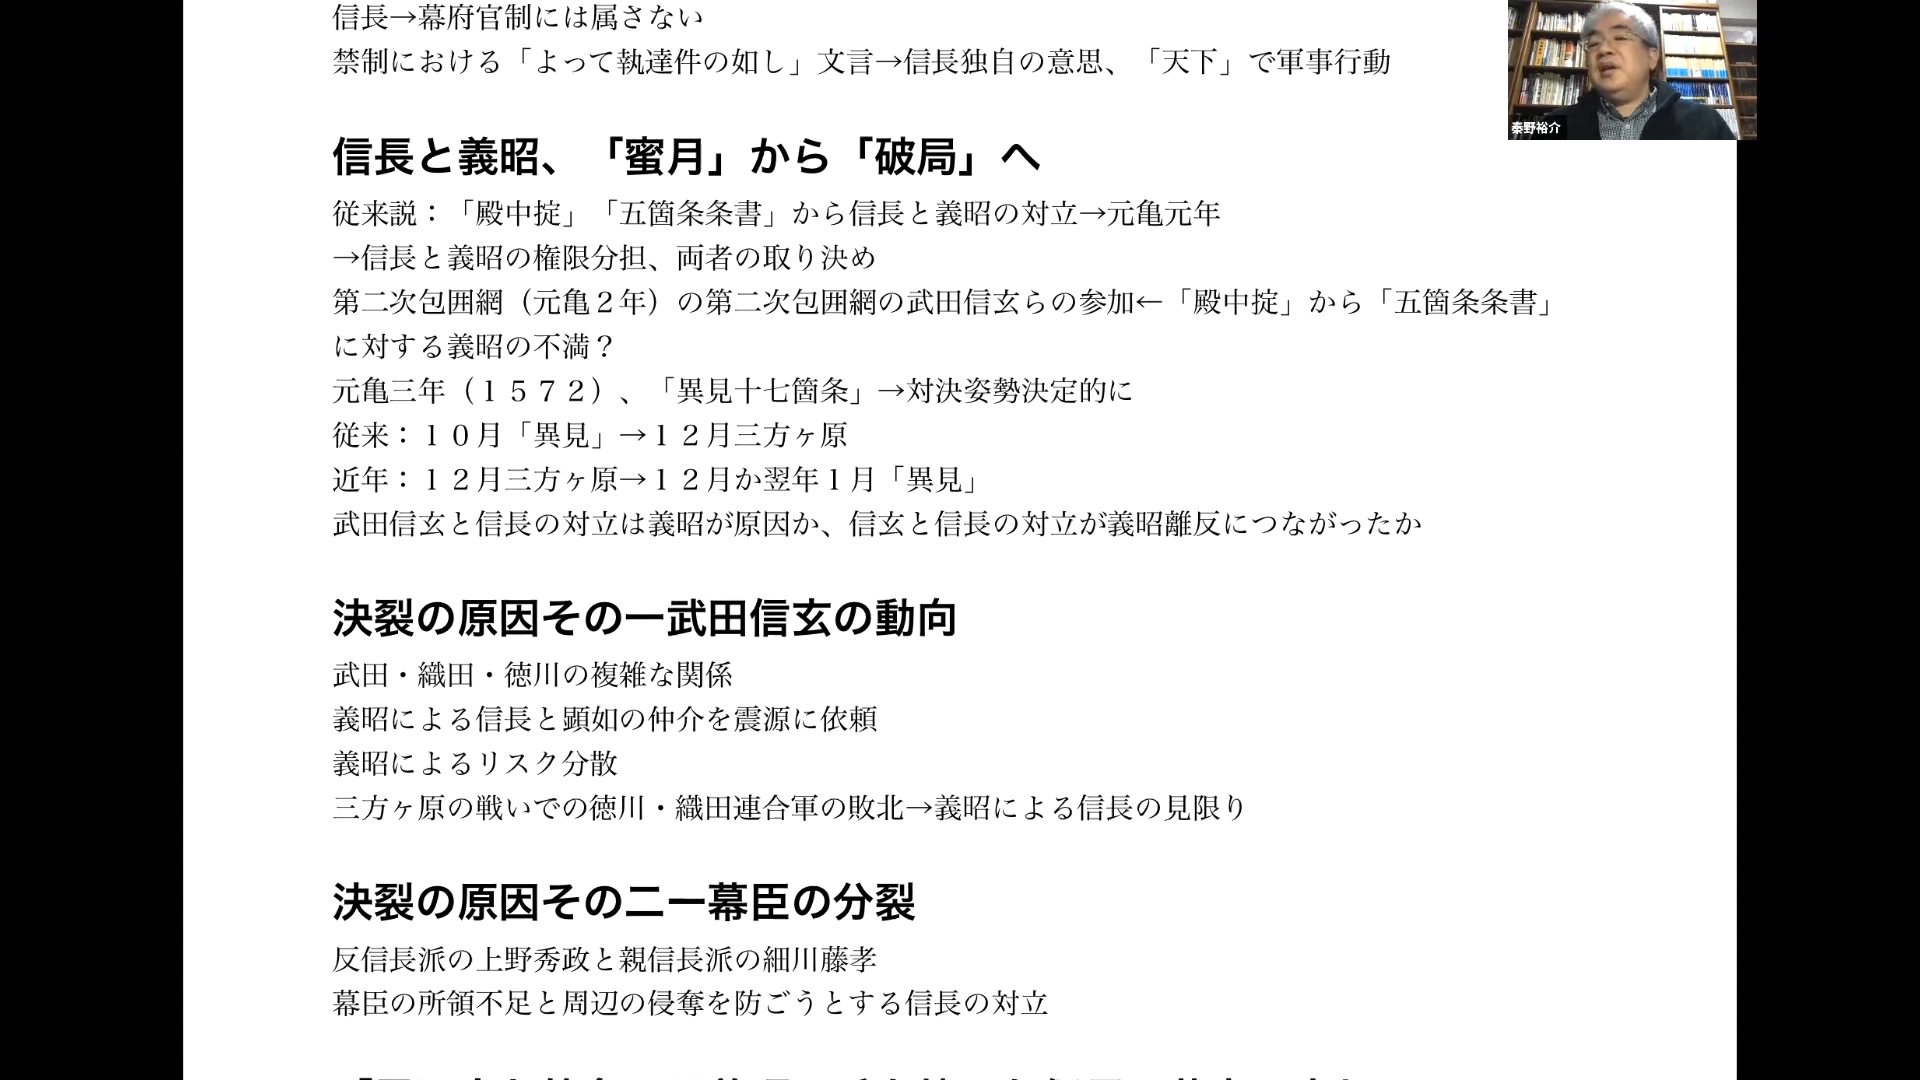 信長→幕府官制には属さない
禁制における「よって執達件の如し」文言→信長独自の意思、「天下」で軍事行動
秦野裕介
信長と義昭、「蜜月」から「破局」へ
従来説：「殿中掟」「五箇条条書」から信長と義昭の対立→元亀元年
→信長と義昭の権限分担、両者の取り決め
第二次包囲網（元亀２年）の第二次包囲網の武田信玄らの参加←「殿中掟」から「五箇条条書」
に対する義昭の不満？
元亀三年（１５７２）、「異見十七箇条」→対決姿勢決定的に
従来：１０月「異見」→１２月三方ヶ原
近年：１２月三方ヶ原→１２月か翌年１月「異見」
武田信玄と信長の対立は義昭が原因か、信玄と信長の対立が義昭離反につながったか
決裂の原因その一武田信玄の動向
武田・織田・徳川の複雑な関係
義昭による信長と顕如の仲介を震源に依頼
義昭によるリスク分散
三方ヶ原の戦いでの徳川・織田連合軍の敗北→義昭による信長の見限り
決裂の原因その二ー幕臣の分裂
反信長派の上野秀政と親信長派の細川藤孝
幕臣の所領不足と周辺の侵奪を防ごうとする信長の対立